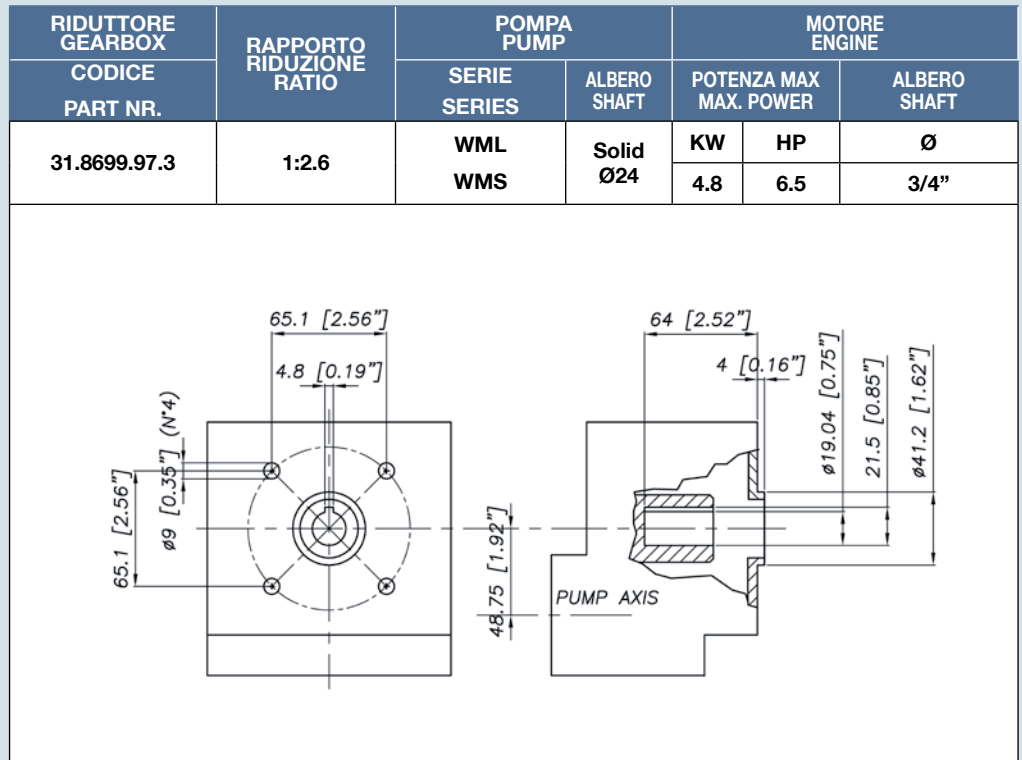 RIDUTTORE
GEARBOX
RAPPORTO
RIDUZIONE
RATIO
POMPA
PUMP
MOTORE
ENGINE
CODICE
PART NR.
SERIE
SERIES
ALBERO
SHAFT
POTENZA MAX
MAX. POWER
ALBERO
SHAFT
31.8699.97.3
1:2.6
WML
WMS
Solid
Ø24
KW
HP
Ø
4.8
6.5
3/4”
65.1 [2.56”]
4.8 [0.19”]
ø9 [0.35”] (N°4)
65.1 [2.56”]
64 [2.52”]
4 [0.16”]
ø19.04 [0.75”]
21.5 [0.85”]
ø41.2 [1.62”]
48.75 [1.92”]
PUMP AXIS